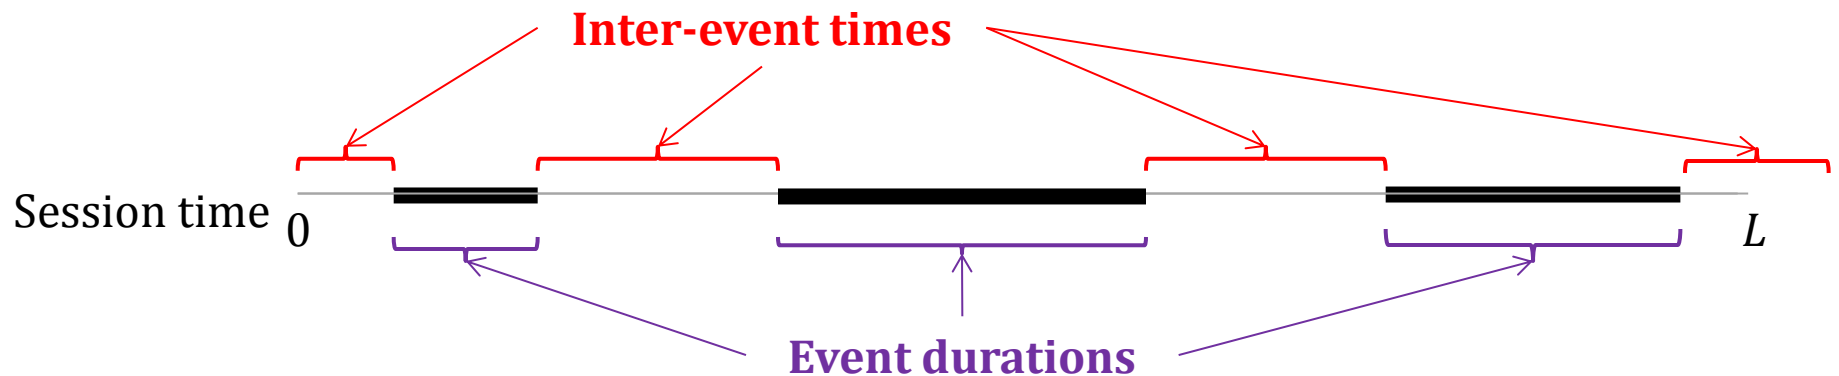 Inter-event times
Session time
0
L
Event durations